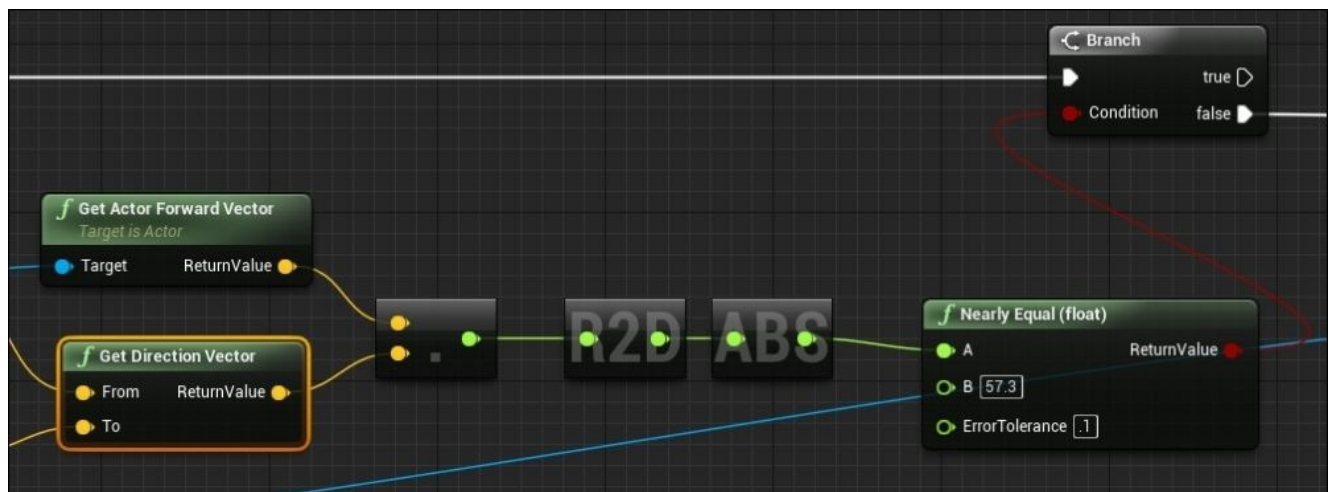 Branch
true
Condition
false
f Get Actor Forward Vector
Target is Actor
Target
ReturnValue
.
R2D
ABS
f Nearly Equal (float)
A
ReturnValue
B 57.3
ErrorTolerance .1
f Get Direction Vector
From
ReturnValue
To